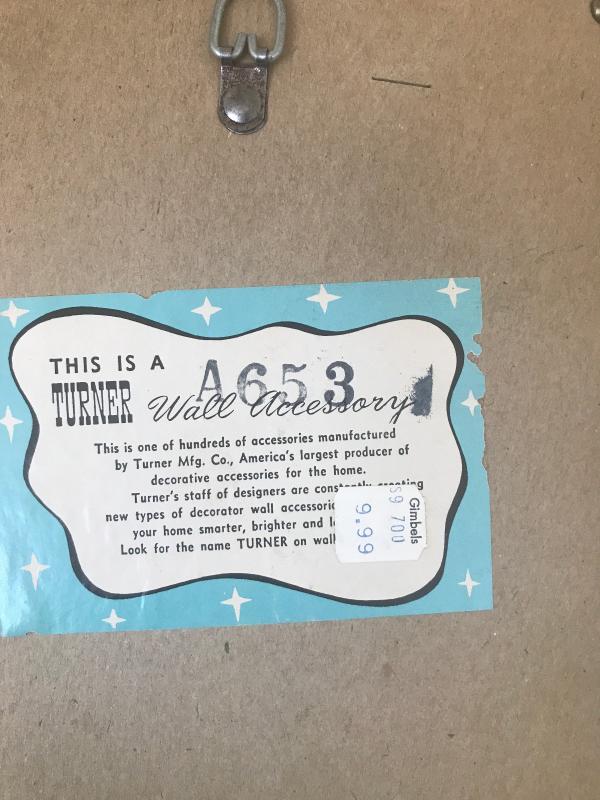 THIS IS A
A653
TURNER Wall Accessory
This is one of hundreds of accessories manufactured
by Turner Mfg. Co., America's largest producer of
decorative accessories for the home.
Turner's staff of designers are constantly creating
new types of decorator wall accessorie
your home smarter, brighter and
Look for the name TURNER on wall
Gimbels
S9 700
9.99